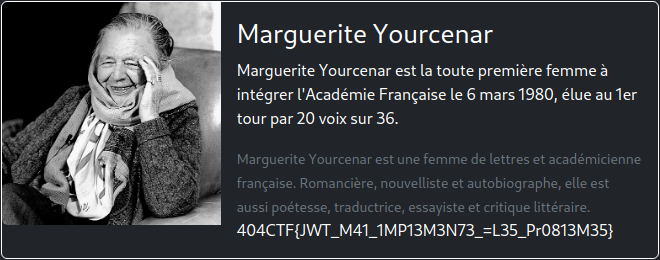 Marguerite Yourcenar
Marguerite Yourcenar est la toute première femme à
intégrer l'Académie Française le 6 mars 1980, élue au 1er
tour par 20 voix sur 36.
Marguerite Yourcenar est une femme de lettres et académicienne
française. Romancière, nouvelliste et autobiographe, elle est
aussi poétesse, traductrice, essayiste et critique littéraire.
404CTF{JWT_M41_1MP13M3N73_=L35_Pr0813M35}